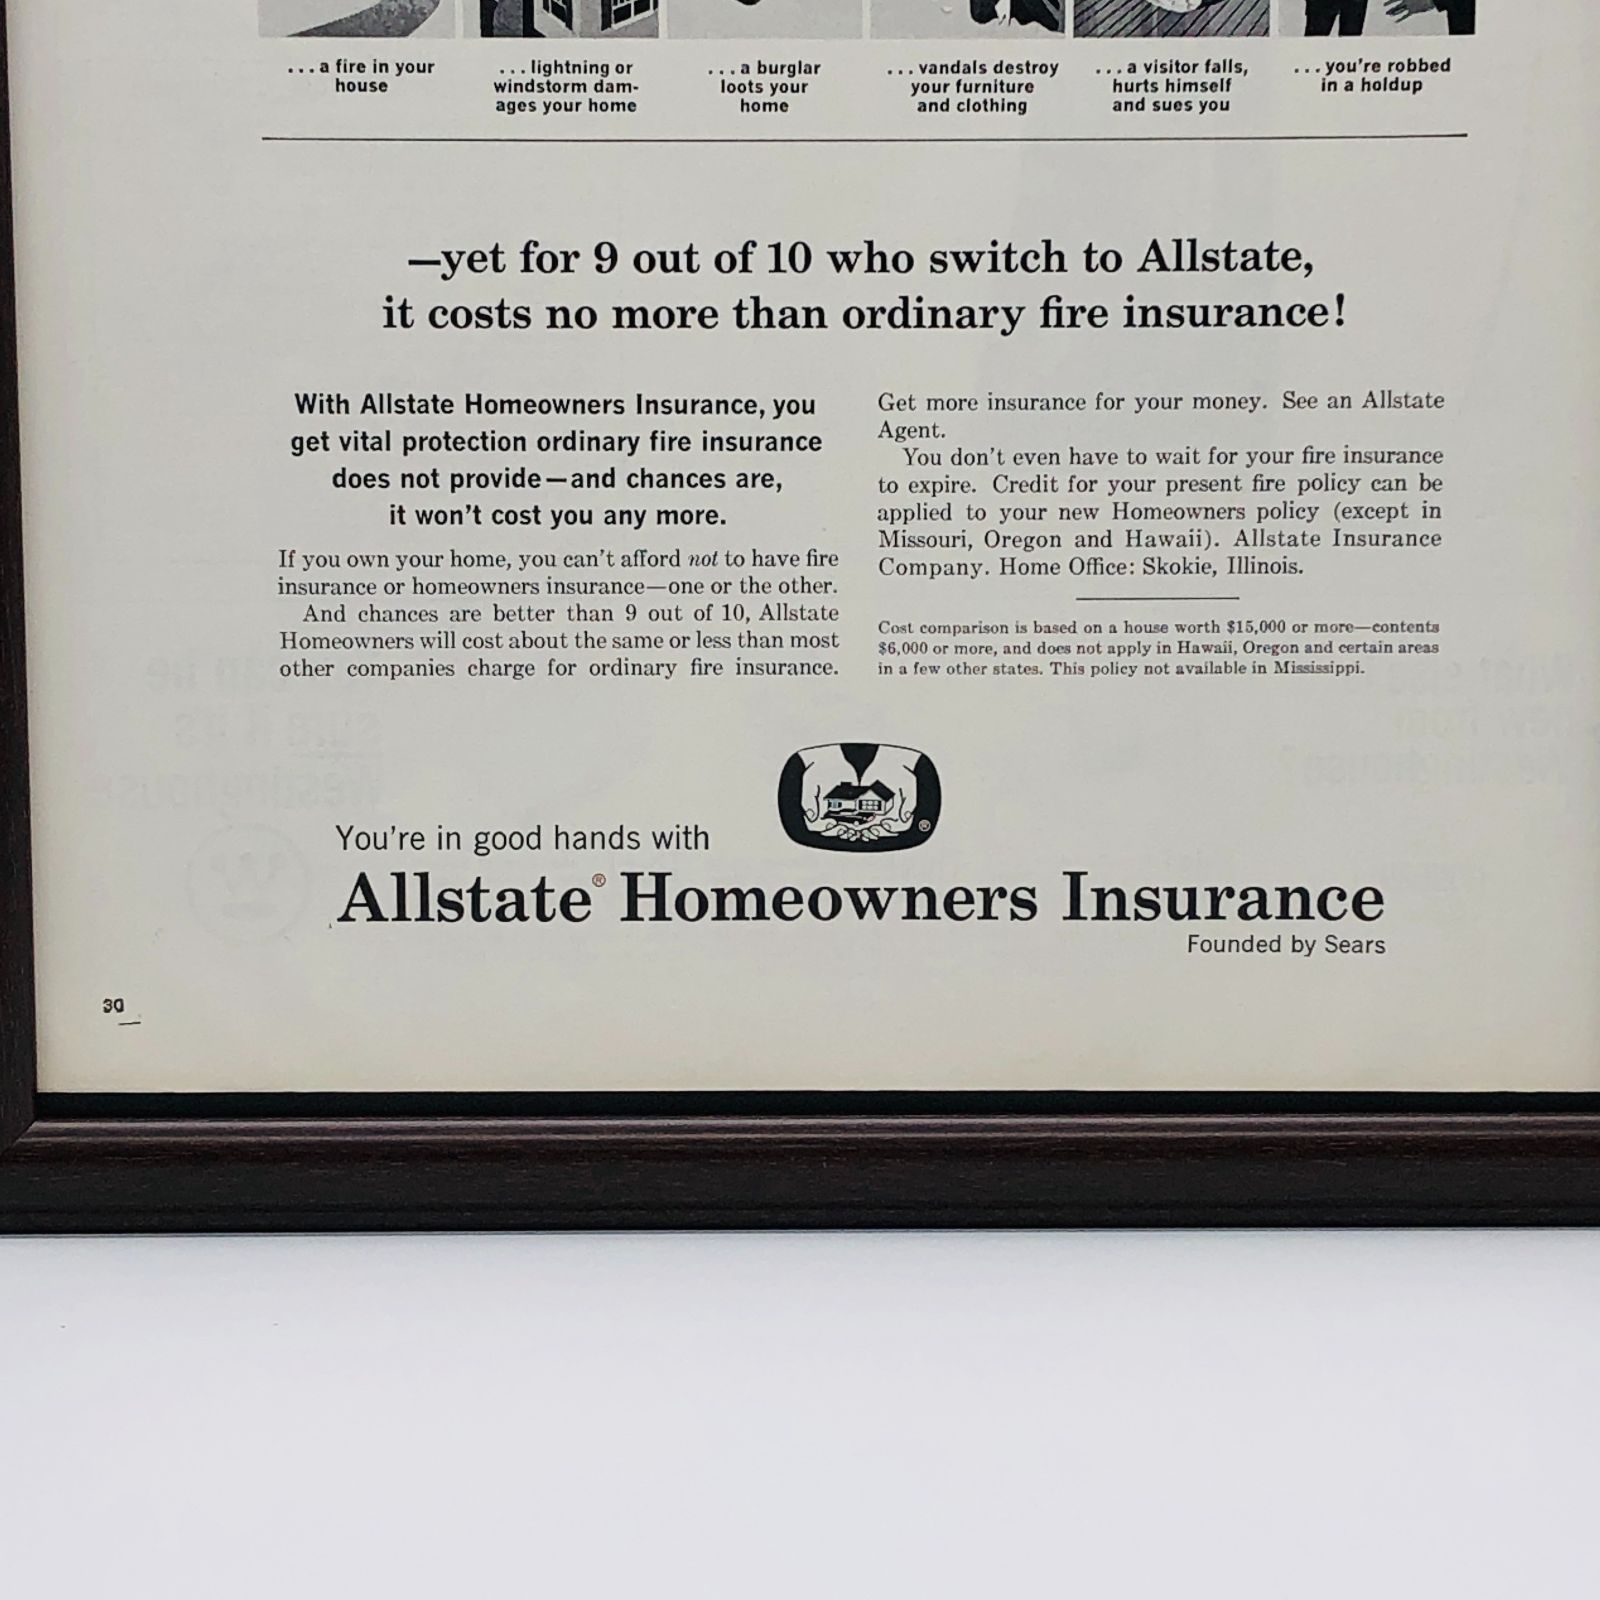 ...a fire in your
house
...lightning or
windstorm dam-
ages your home
...a burglar
loots your
home
...vandals destroy
your furniture
and clothing
...a visitor falls,
hurts himself
and sues you
...you're robbed
in a holdup
—yet for 9 out of 10 who switch to Allstate,
it costs no more than ordinary fire insurance!
With Allstate Homeowners Insurance, you
get vital protection ordinary fire insurance
does not provide—and chances are,
it won't cost you any more.
If you own your home, you can't afford not to have fire
insurance or homeowners insurance—one or the other.
And chances are better than 9 out of 10, Allstate
Homeowners will cost about the same or less than most
other companies charge for ordinary fire insurance.
Get more insurance for your money. See an Allstate
Agent.
You don't even have to wait for your fire insurance
to expire. Credit for your present fire policy can be
applied to your new Homeowners policy (except in
Missouri, Oregon and Hawaii). Allstate Insurance
Company. Home Office: Skokie, Illinois.
Cost comparison is based on a house worth $15,000 or more—contents
$6,000 or more, and does not apply in Hawaii, Oregon and certain areas
in a few other states. This policy not available in Mississippi.
You're in good hands with
®
Allstate® Homeowners Insurance
Founded by Sears
30